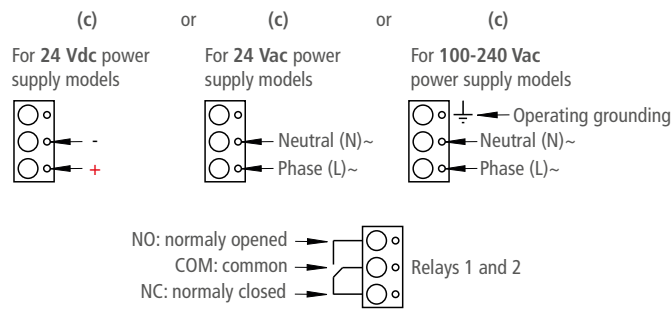 (c) or (c) or (c)
For 24 Vdc power supply models
For 24 Vac power supply models
For 100-240 Vac power supply models
Operating grounding
- Neutral (N)~ Neutral (N)~
+ Phase (L)~ Phase (L)~
NO: normaly opened
COM: common
NC: normaly closed
Relays 1 and 2